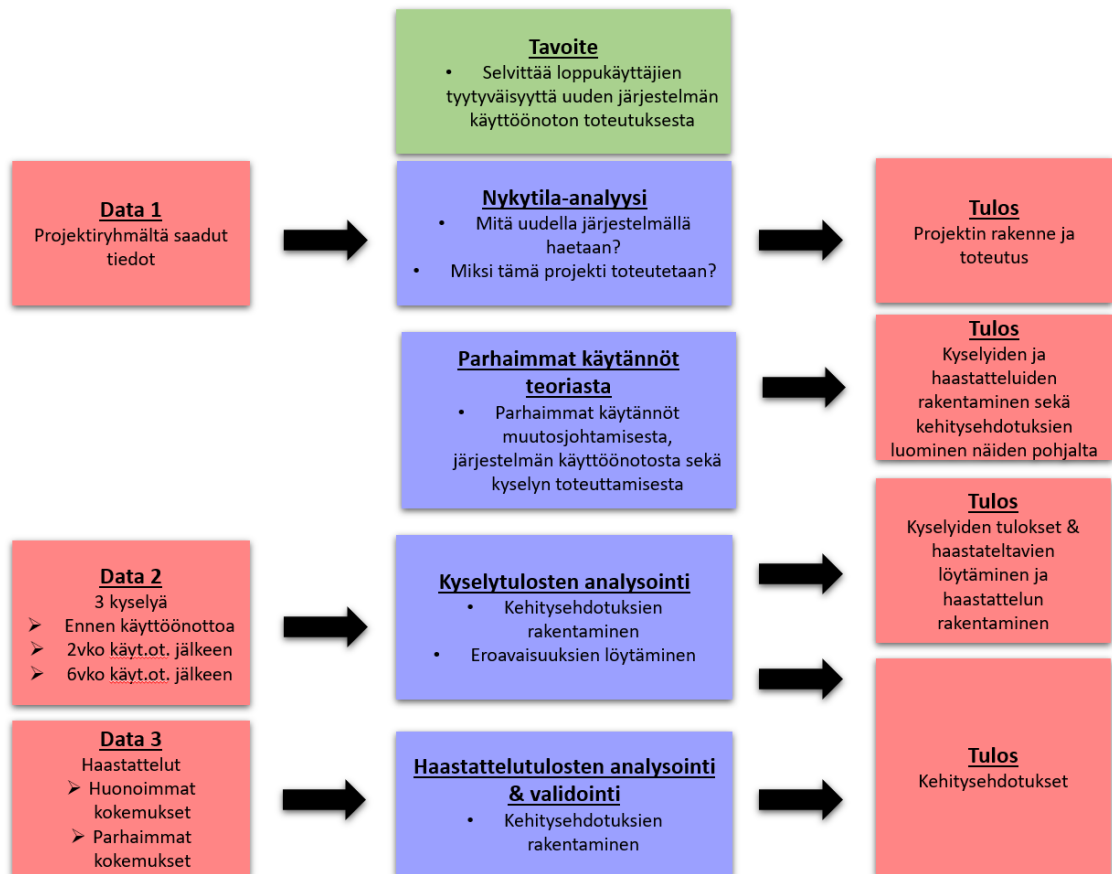 Tavoite
• Selvittää loppukäyttäjien
tyytyväisyyttä uuden järjestelmän
käyttöönoton toteutuksesta
Data 1
Projektiryhmältä saadut
tiedot
Nykytila-analyysi
• Mitä uudella järjestelmällä
haetaan?
• Miksi tämä projekti toteutetaan?
Tulos
Projektin rakenne ja
toteutus
Parhaimmat käytännöt
teoriasta
• Parhaimmat käytännöt
muutosjohtamisesta,
järjestelmän käyttöönotosta sekä
kyselyn toteuttamisesta
Tulos
Kyselyiden ja
haastatteluiden
rakentaminen sekä
kehitysehdotuksien
luominen näiden pohjalta
Data 2
3 kyselyä
➢ Ennen käyttöönottoa
➢ 2vko käyt.ot. jälkeen
➢ 6vko käyt.ot. jälkeen
Kyselytulosten analysointi
• Kehitysehdotuksien
rakentaminen
• Eroavaisuuksien löytäminen
Tulos
Kyselyiden tulokset &
haastateltavien
löytäminen ja
haastattelun
rakentaminen
Data 3
Haastattelut
➢ Huonoimmat
kokemukset
➢ Parhaimmat
kokemukset
Haastattelutulosten analysointi
& validointi
• Kehitysehdotuksien
rakentaminen
Tulos
Kehitysehdotukset